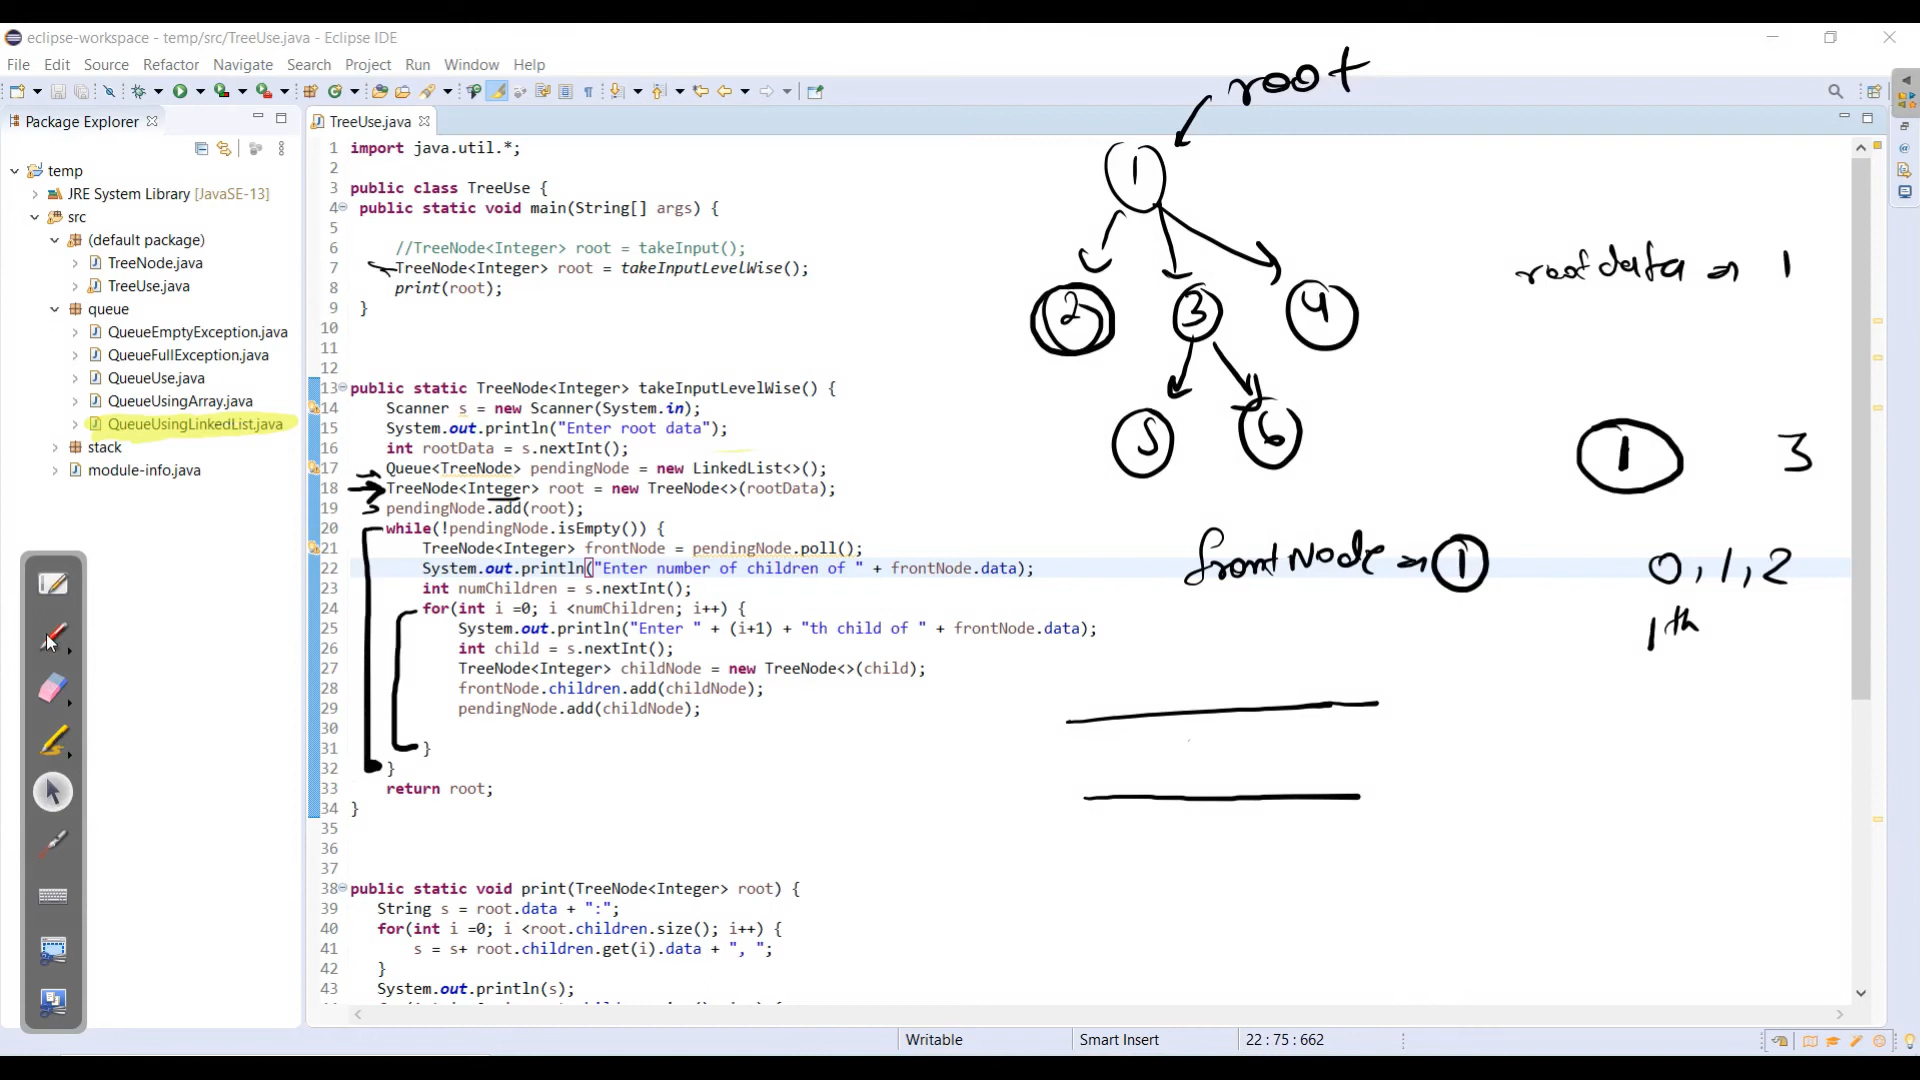 eclipse-workspace - temp/src/TreeUse.java - Eclipse IDE
File Edit Source Refactor Navigate Search Project Run Window Help
Package Explorer
temp
JRE System Library [JavaSE-13]
src
(default package)
TreeNode.java
TreeUse.java
queue
QueueEmptyException.java
QueueFullException.java
QueueUse.java
QueueUsingArray.java
QueueUsingLinkedList.java
stack
module-info.java
TreeUse.java
1 import java.util.*;
2
3 public class TreeUse {
4 public static void main(String[] args) {
5
6 //TreeNode<Integer> root = takeInput();
7 TreeNode<Integer> root = takeInputLevelWise();
8 print(root);
9 }
10
11
12
13 public static TreeNode<Integer> takeInputLevelWise() {
14 Scanner s = new Scanner(System.in);
15 System.out.println("Enter root data");
16 int rootData = s.nextInt();
17 Queue<TreeNode> pendingNode = new LinkedList<>();
18 TreeNode<Integer> root = new TreeNode<>(rootData);
19 pendingNode.add(root);
20 while(!pendingNode.isEmpty()) {
21 TreeNode<Integer> frontNode = pendingNode.poll();
22 System.out.println("Enter number of children of " + frontNode.data);
23 int numChildren = s.nextInt();
24 for(int i =0; i <numChildren; i++) {
25 System.out.println("Enter " + (i+1) + "th child of " + frontNode.data);
26 int child = s.nextInt();
27 TreeNode<Integer> childNode = new TreeNode<>(child);
28 frontNode.children.add(childNode);
29 pendingNode.add(childNode);
30
31 }
32 }
33 return root;
34 }
35
36
37
38 public static void print(TreeNode<Integer> root) {
39 String s = root.data + ":";
40 for(int i =0; i <root.children.size(); i++) {
41 s = s+ root.children.get(i).data + ", ";
42 }
43 System.out.println(s);
root
1
2 3 4
5 6
rootdata 1
1 3
frontNode 1
0, 1, 2
1th
Writable
Smart Insert
22 : 75 : 662